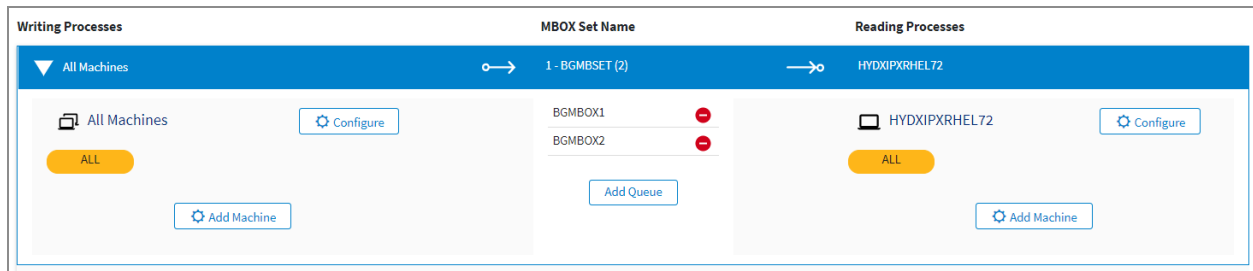 Writing Processes MBOX Set Name Reading Processes
All Machines 1 - BGMBSET (2) HYDXIPXRHEL72
All Machines Configure BGMBOX1 HYDXIPXRHEL72 Configure
BGMBOX2
ALL ALL
Add Queue
Add Machine Add Machine